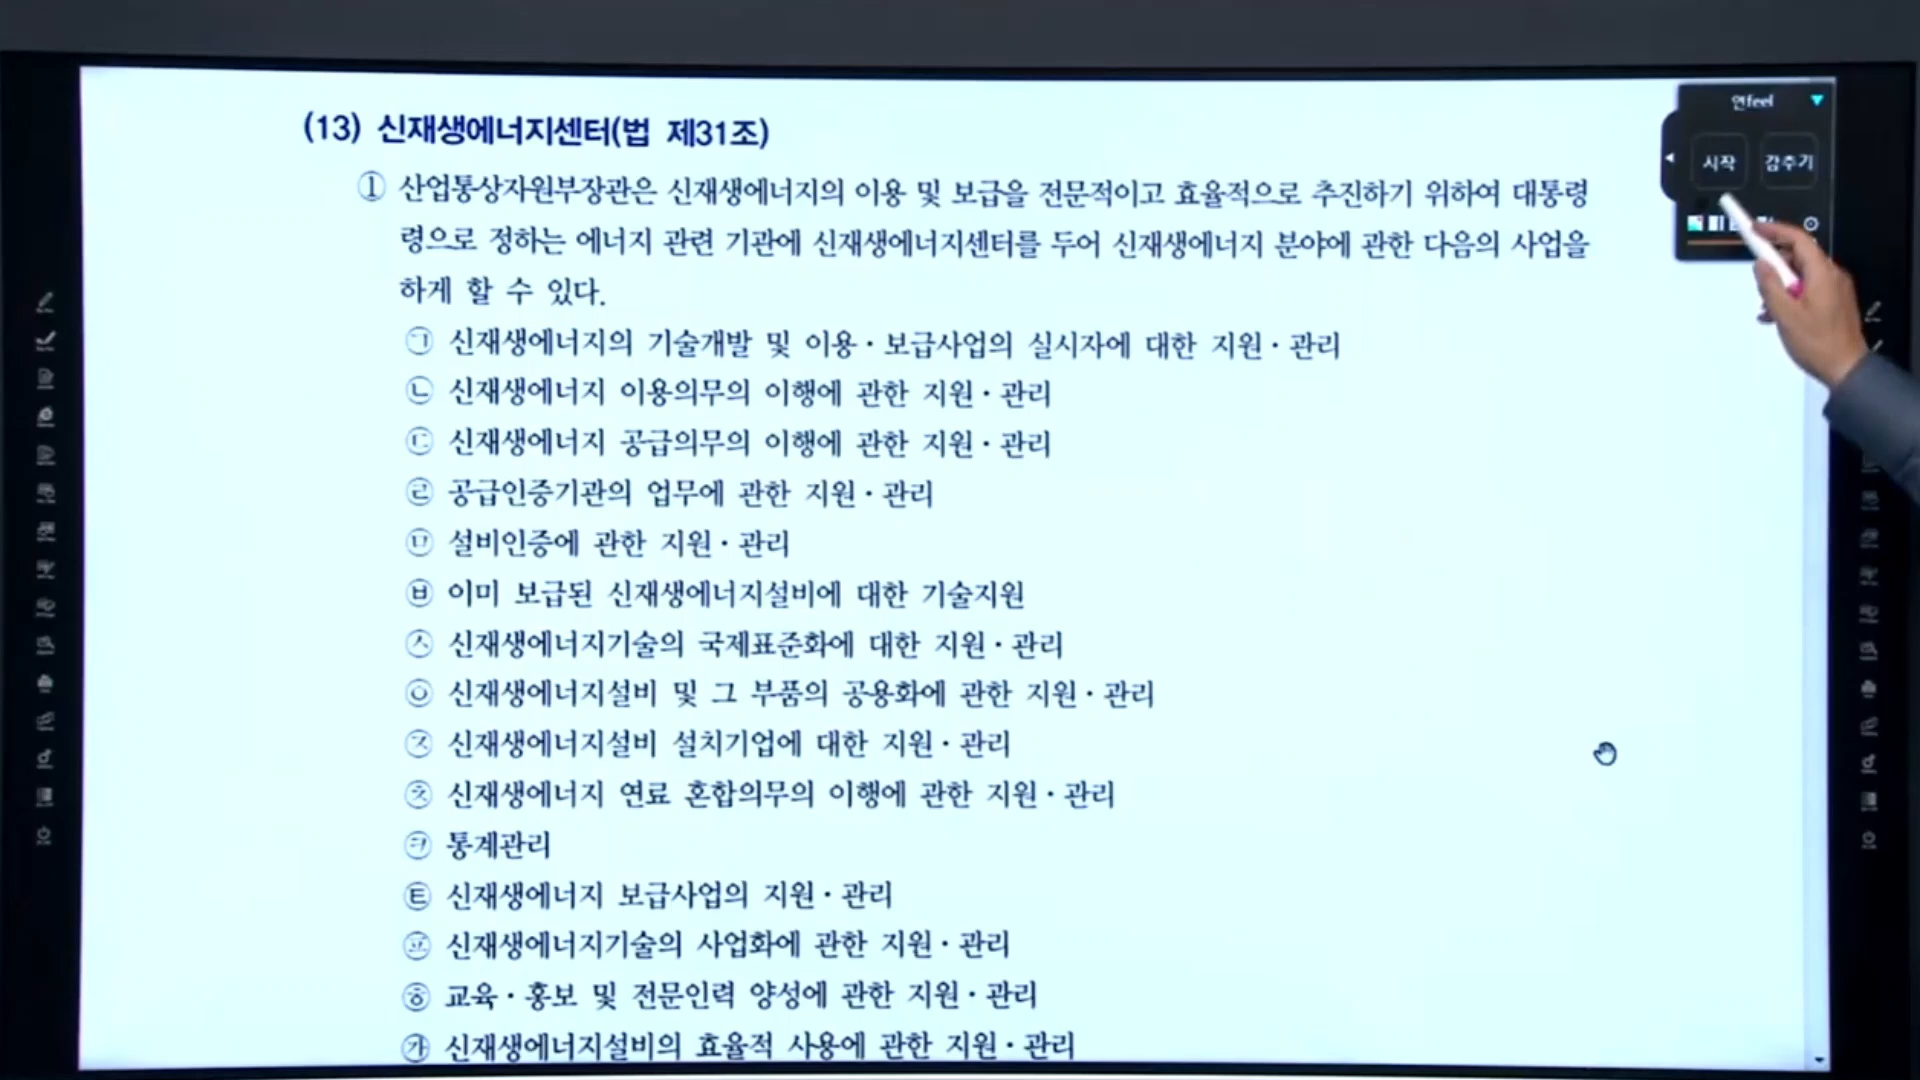 (13) 신재생에너지센터(법 제31조)
① 산업통상자원부장관은 신재생에너지의 이용 및 보급을 전문적이고 효율적으로 추진하기 위하여 대통령
령으로 정하는 에너지 관련 기관에 신재생에너지센터를 두어 신재생에너지 분야에 관한 다음의 사업을
하게 할 수 있다.
㉠ 신재생에너지의 기술개발 및 이용·보급사업의 실시자에 대한 지원·관리
㉡ 신재생에너지 이용의무의 이행에 관한 지원·관리
㉢ 신재생에너지 공급의무의 이행에 관한 지원·관리
㉣ 공급인증기관의 업무에 관한 지원·관리
㉤ 설비인증에 관한 지원·관리
㉥ 이미 보급된 신재생에너지설비에 대한 기술지원
㉦ 신재생에너지기술의 국제표준화에 대한 지원·관리
㉧ 신재생에너지설비 및 그 부품의 공용화에 관한 지원·관리
㉨ 신재생에너지설비 설치기업에 대한 지원·관리
㉩ 신재생에너지 연료 혼합의무의 이행에 관한 지원·관리
㉪ 통계관리
㉫ 신재생에너지 보급사업의 지원·관리
㉬ 신재생에너지기술의 사업화에 관한 지원·관리
㉭ 교육·홍보 및 전문인력 양성에 관한 지원·관리
㉮ 신재생에너지설비의 효율적 사용에 관한 지원·관리
연feel
시작 감추기